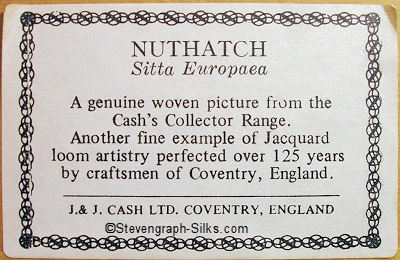 NUTHATCH
Sitta Europaea
A genuine woven picture from the
Cash's Collector Range.
Another fine example of Jacquard
loom artistry perfected over 125 years
by craftsmen of Coventry, England.
J.& J. CASH LTD. COVENTRY, ENGLAND
©Stevengraph-Silks.com